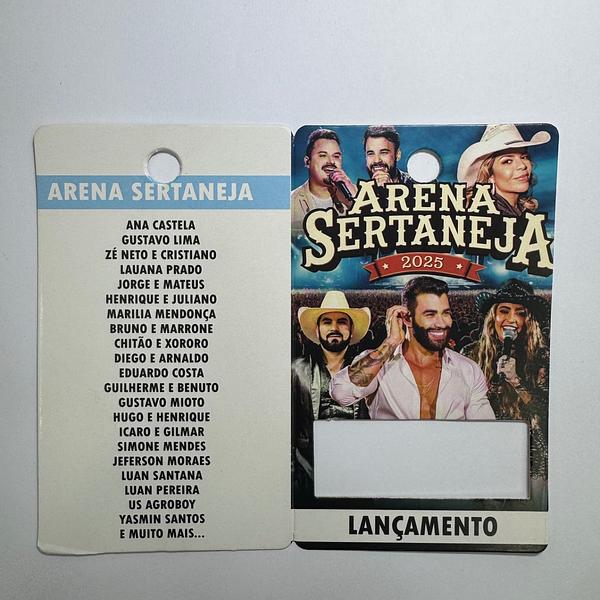 ARENA SERTANEJA
ANA CASTELA
GUSTAVO LIMA
ZÉ NETO E CRISTIANO
LAUANA PRADO
JORGE E MATEUS
HENRIQUE E JULIANO
MARILIA MENDONÇA
BRUNO E MARRONE
CHITÃO E XORORO
DIEGO E ARNALDO
EDUARDO COSTA
GUILHERME E BENUTO
GUSTAVO MIOTO
HUGO E HENRIQUE
ICARO E GILMAR
SIMONE MENDES
JEFERSON MORAES
LUAN SANTANA
LUAN PEREIRA
US AGROBOY
YASMIN SANTOS
E MUITO MAIS...
ARENA
SERTANEJA
2025
LANÇAMENTO